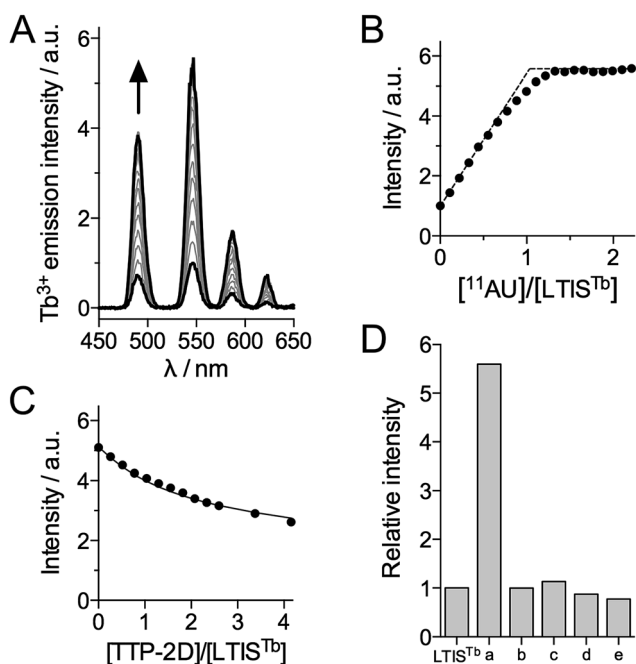 A
Tb³⁺ emission intensity / a.u.
6
4
2
0
450 500 550 600 650
λ / nm
B
Intensity / a.u.
6
4
2
0
0 1 2
[¹¹AU]/[LTISᵀᵇ]
C
Intensity / a.u.
6
4
2
0
0 1 2 3 4
[TTP-2D]/[LTISᵀᵇ]
D
Relative intensity
6
5
4
3
2
1
0
LTISᵀᵇ a b c d e